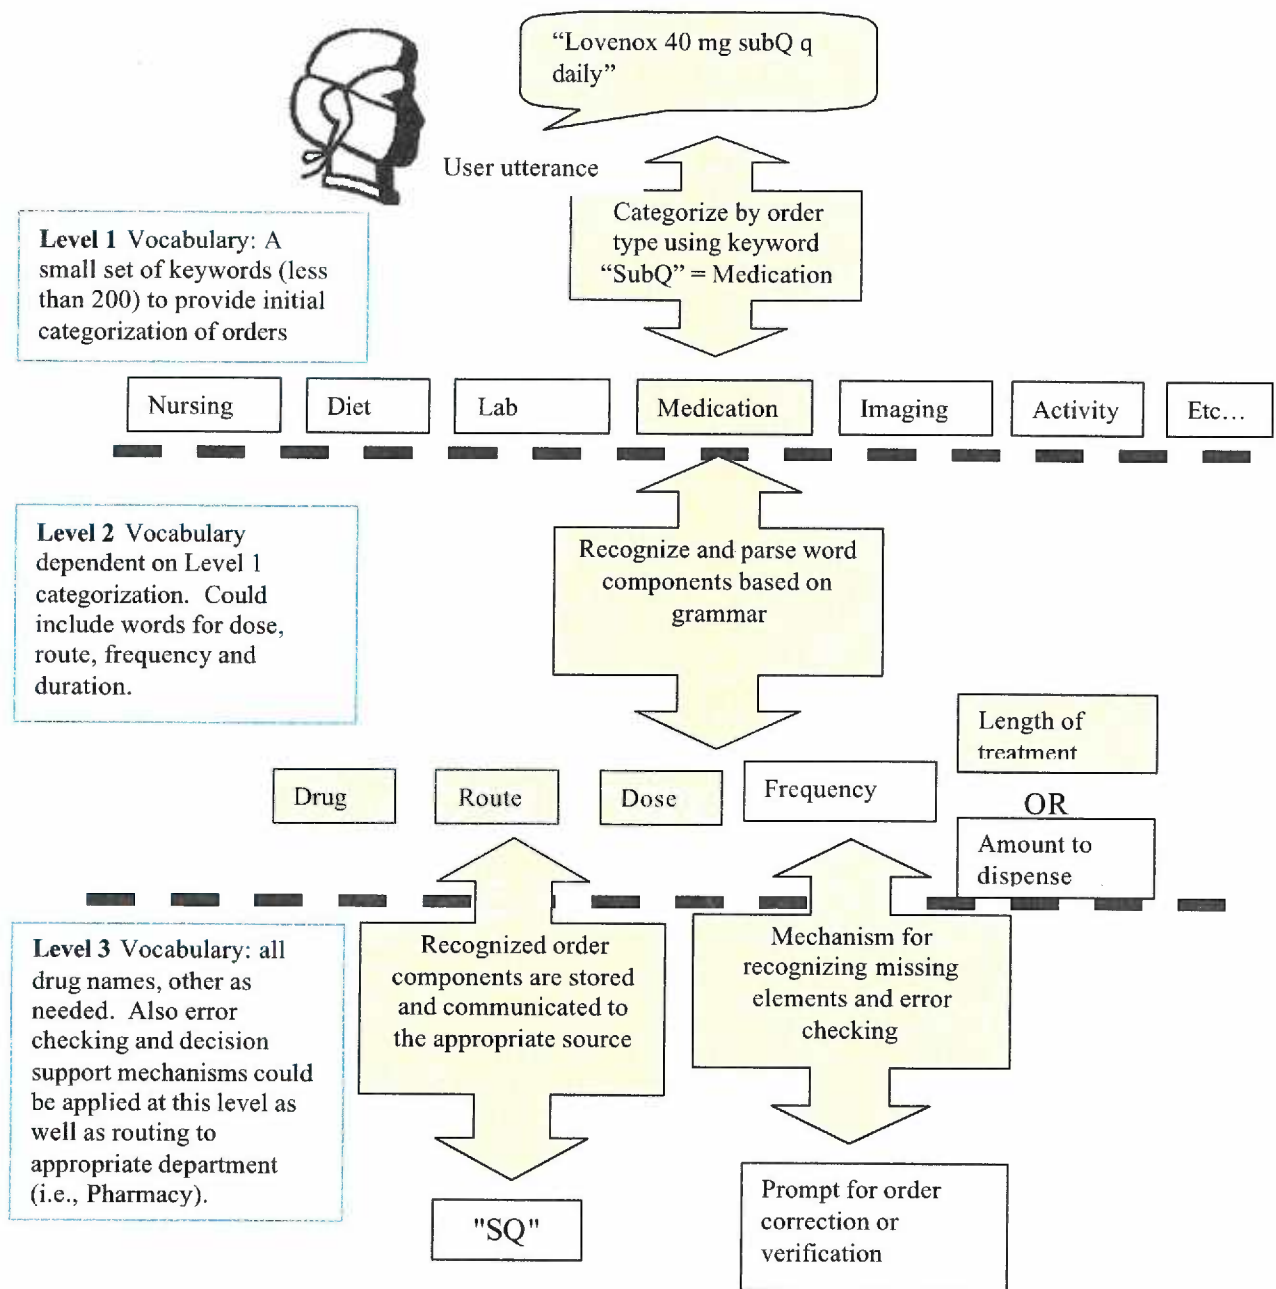 “Lovenox 40 mg subQ q
daily”
User utterance
Categorize by order
type using keyword
“SubQ” = Medication
Level 1 Vocabulary: A
small set of keywords (less
than 200) to provide initial
categorization of orders
Nursing
Diet
Lab
Medication
Imaging
Activity
Etc...
Level 2 Vocabulary
dependent on Level 1
categorization. Could
include words for dose,
route, frequency and
duration.
Recognize and parse word
components based on
grammar
Drug
Route
Dose
Frequency
Length of
treatment
OR
Amount to
dispense
Level 3 Vocabulary: all
drug names, other as
needed. Also error
checking and decision
support mechanisms could
be applied at this level as
well as routing to
appropriate department
(i.e., Pharmacy).
Recognized order
components are stored
and communicated to
the appropriate source
Mechanism for
recognizing missing
elements and error
checking
"SQ"
Prompt for order
correction or
verification